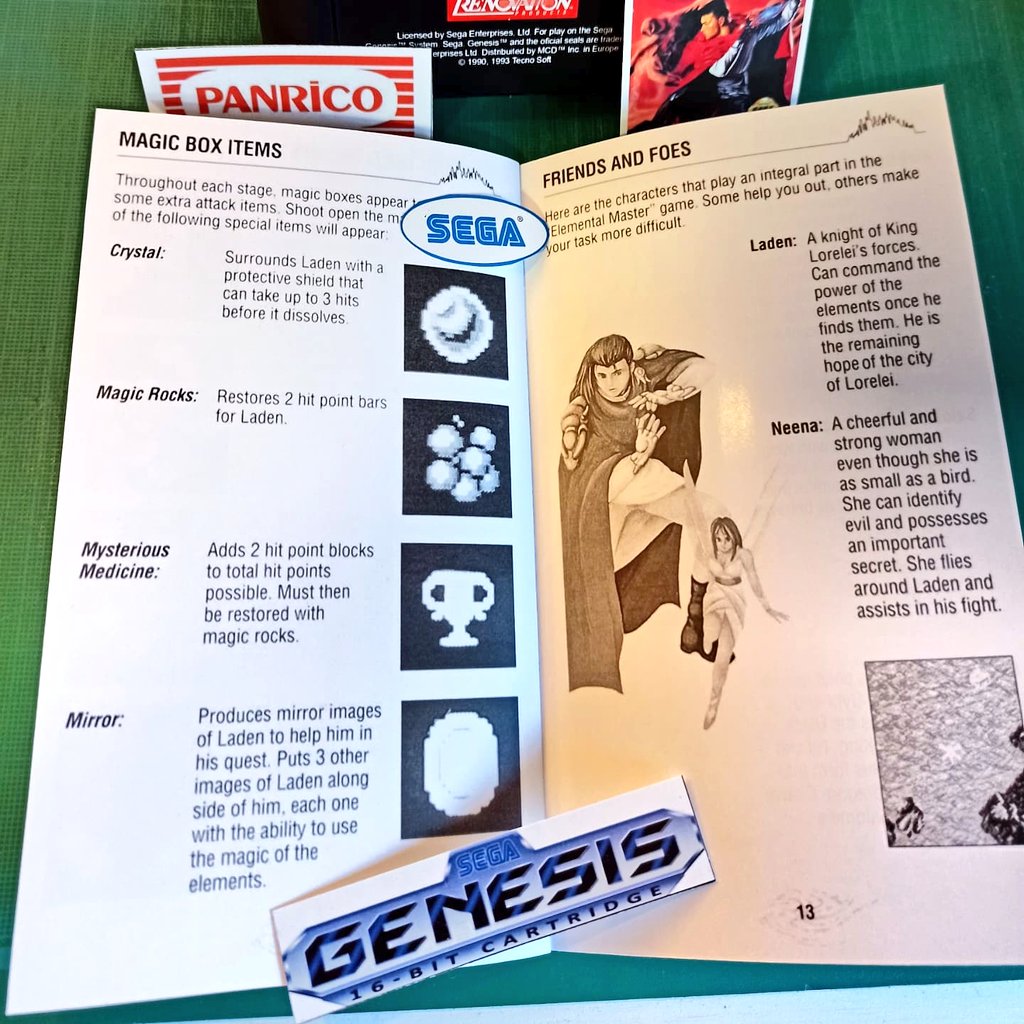 RENOVATION
PRODUCTS
Licensed by Sega Enterprises. Ltd. For play on the Sega
Genesis™ System. Sega. Genesis™ and the oficial seals are trade
erprises Ltd. Distributed by MCD™ Inc. in Europe
© 1990, 1993 Tecno Soft
PANRICO
MAGIC BOX ITEMS
Throughout each stage, magic boxes appear
some extra attack items. Shoot open the
of the following special items will appear:
SEGA®
Crystal:
Surrounds Laden with a
protective shield that
can take up to 3 hits
before it dissolves.
Magic Rocks:
Restores 2 hit point bars
for Laden.
Mysterious
Medicine:
Adds 2 hit point blocks
to total hit points
possible. Must then
be restored with
magic rocks.
Mirror:
Produces mirror images
of Laden to help him in
his quest. Puts 3 other
images of Laden along
side of him, each one
with the ability to use
the magic of the
elements.
FRIENDS AND FOES
Here are the characters that play an integral part in the
"Elemental Master" game. Some help you out, others make
your task more difficult.
Laden:
A knight of King
Lorelei's forces.
Can command the
power of the
elements once he
finds them. He is
the remaining
hope of the city
of Lorelei.
Neena:
A cheerful and
strong woman
even though she is
as small as a bird.
She can identify
evil and possesses
an important
secret. She flies
around Laden and
assists in his fight.
13
SEGA
GENESIS
16-BIT CARTRIDGE